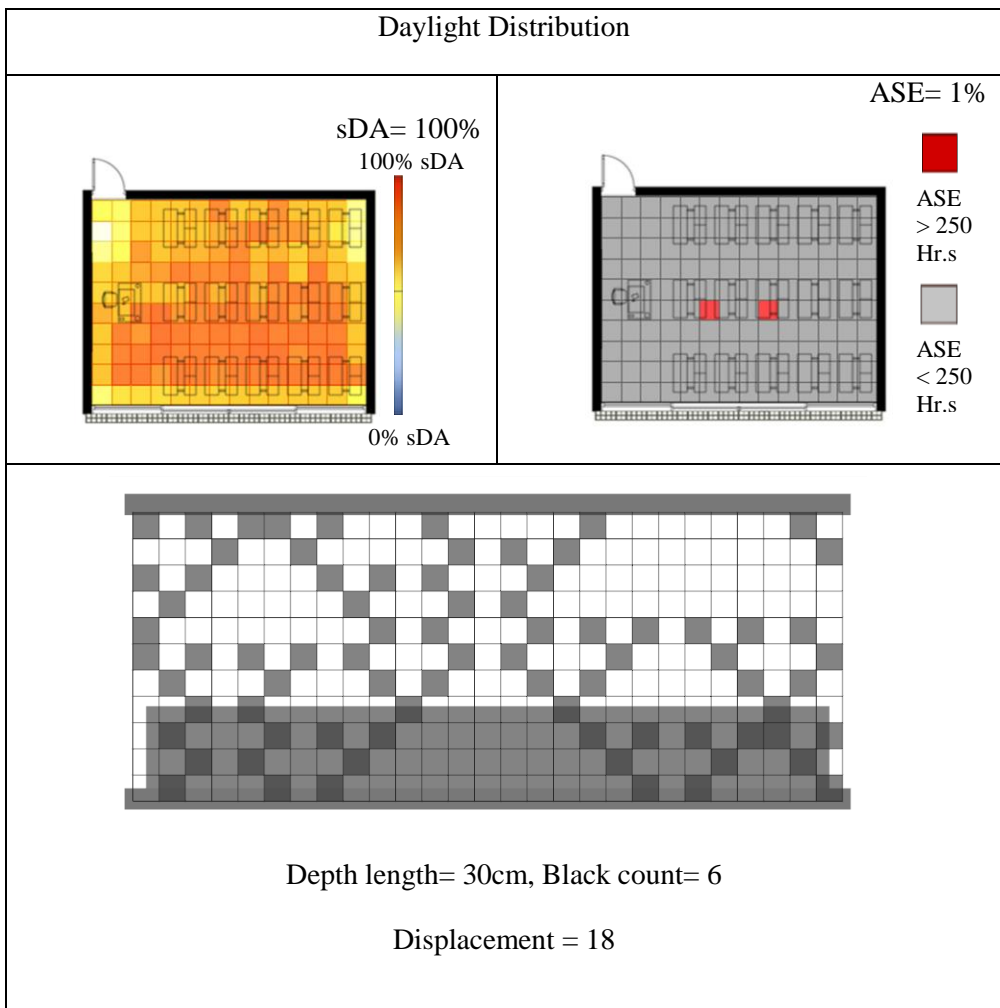 Daylight Distribution
sDA= 100%
100% sDA
0% sDA
ASE= 1%
ASE
> 250
Hr.s
ASE
< 250
Hr.s
Depth length= 30cm, Black count= 6
Displacement = 18